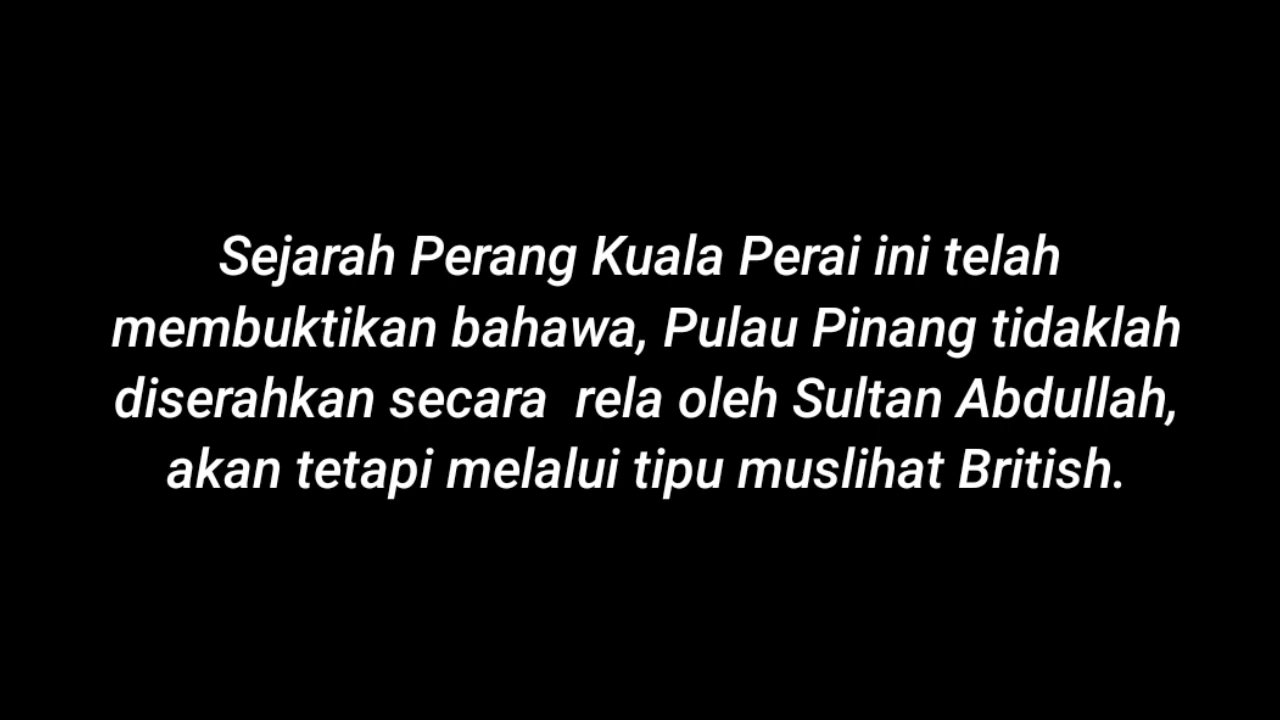 Sejarah Perang Kuala Perai ini telah
membuktikan bahawa, Pulau Pinang tidaklah
diserahkan secara  rela oleh Sultan Abdullah,
akan tetapi melalui tipu muslihat British.